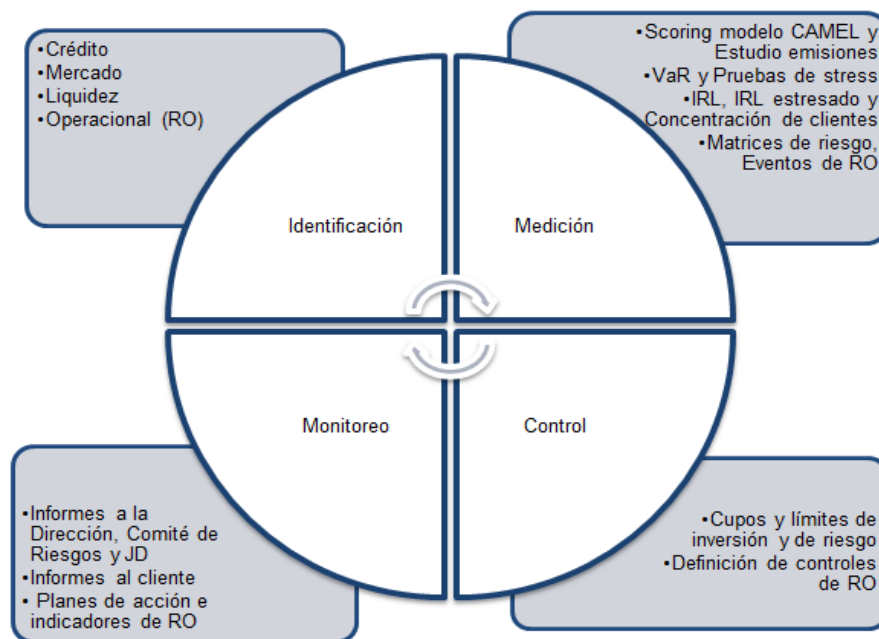 •Crédito
•Mercado
•Liquidez
•Operacional (RO)
•Scoring modelo CAMEL y
Estudio emisiones
•VaR y Pruebas de stress
•IRL, IRL estresado y
Concentración de clientes
•Matrices de riesgo,
Eventos de RO
Identificación
Medición
Monitoreo
Control
•Informes a la
Dirección, Comité de
Riesgos y JD
•Informes al cliente
• Planes de acción e
indicadores de RO
•Cupos y límites de
inversión y de riesgo
•Definición de controles
de RO